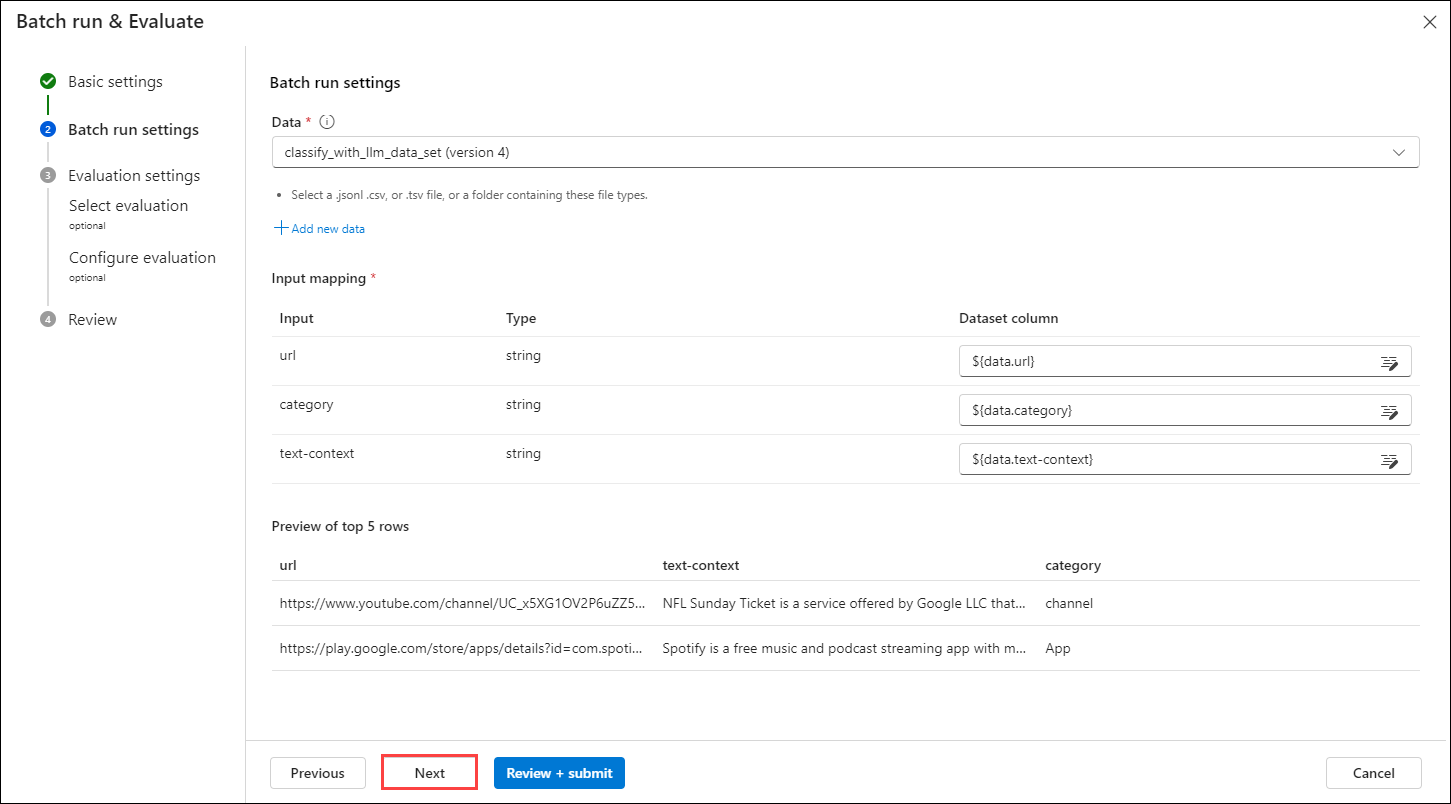 Batch run & Evaluate
Basic settings
2 Batch run settings
3 Evaluation settings
Select evaluation
optional
Configure evaluation
optional
4 Review
Batch run settings
Data * i
classify_with_llm_data_set (version 4)
• Select a .jsonl .csv, or .tsv file, or a folder containing these file types.
Add new data
Input mapping *
Input Type Dataset column
url string ${data.url}
category string ${data.category}
text-context string ${data.text-context}
Preview of top 5 rows
url text-context category
https://www.youtube.com/channel/UC_x5XG1OV2P6uZZ5... NFL Sunday Ticket is a service offered by Google LLC that... channel
https://play.google.com/store/apps/details?id=com.spoti... Spotify is a free music and podcast streaming app with m... App
Previous Next Review + submit Cancel